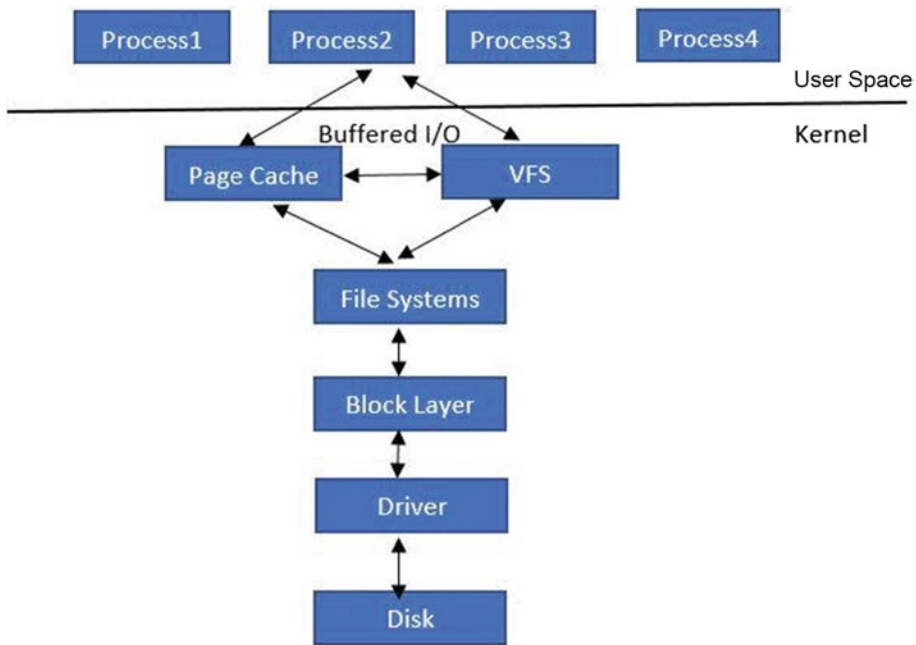 Process1
Process2
Process3
Process4
User Space
Buffered I/O
Kernel
Page Cache
VFS
File Systems
Block Layer
Driver
Disk